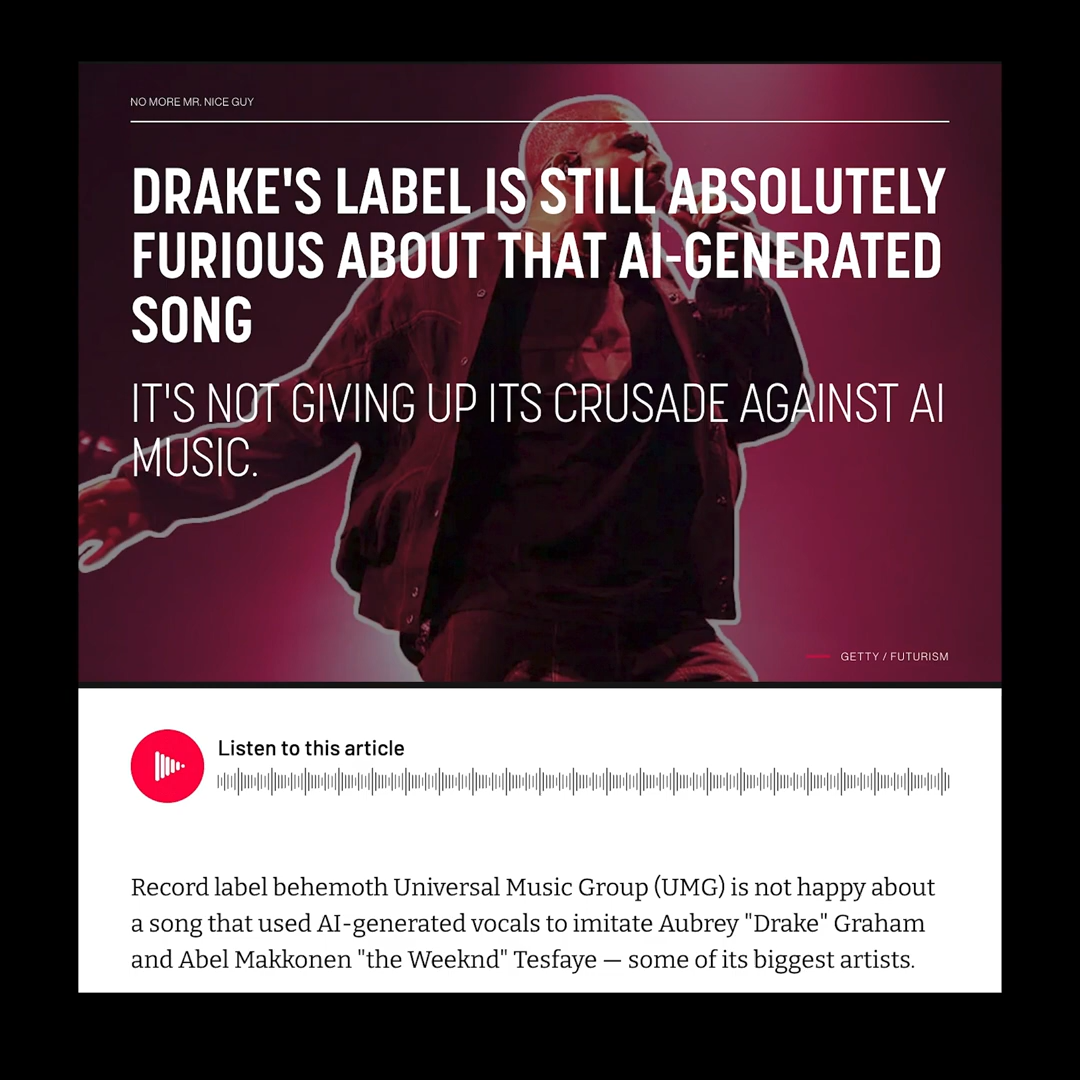 NO MORE MR. NICE GUY
DRAKE'S LABEL IS STILL ABSOLUTELY
FURIOUS ABOUT THAT AI-GENERATED
SONG
IT'S NOT GIVING UP ITS CRUSADE AGAINST AI
MUSIC.
GETTY / FUTURISM
Listen to this article
Record label behemoth Universal Music Group (UMG) is not happy about
a song that used AI-generated vocals to imitate Aubrey "Drake" Graham
and Abel Makkonen "the Weeknd" Tesfaye — some of its biggest artists.